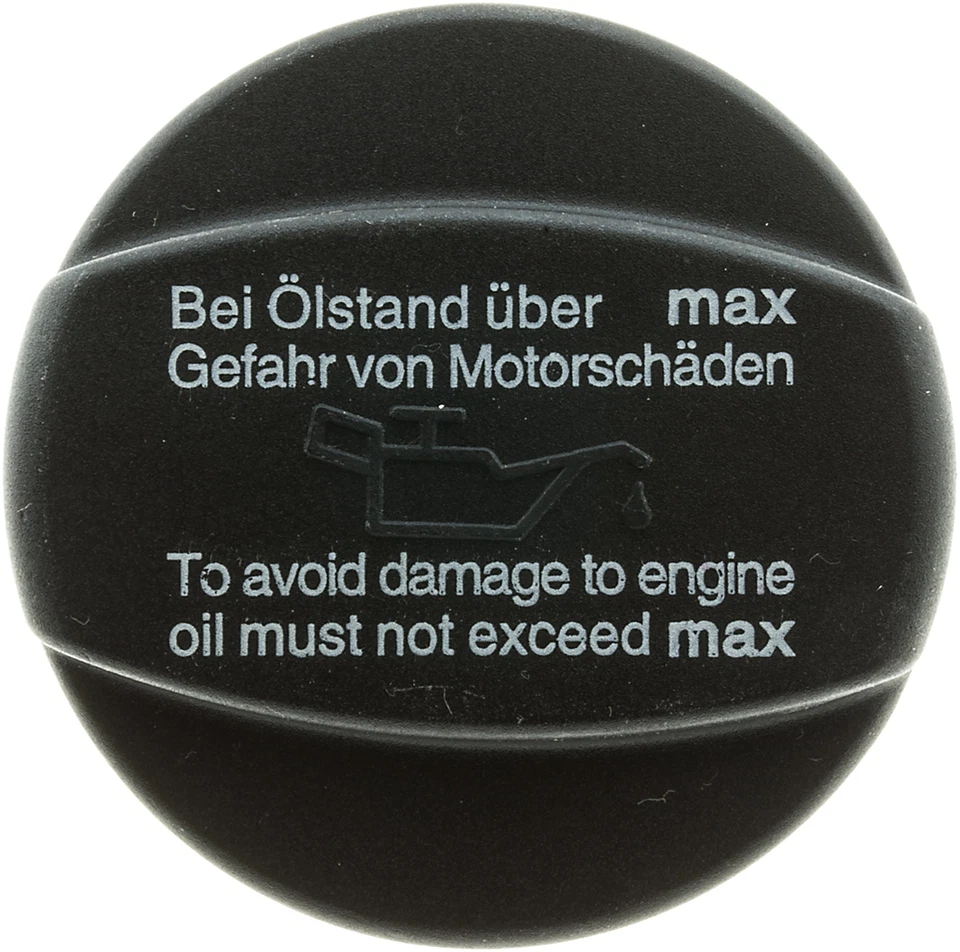 Bei Ölstand über max
Gefahr von Motorschäden
To avoid damage to engine
oil must not exceed max